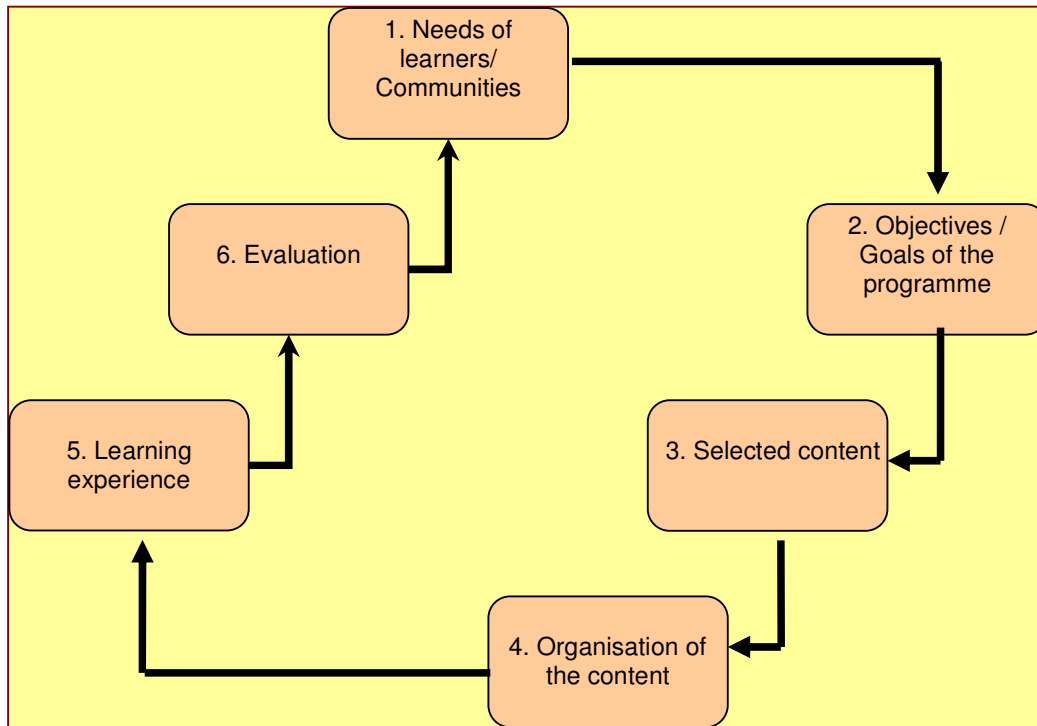 1. Needs of
learners/
Communities
2. Objectives /
Goals of the
programme
3. Selected content
4. Organisation of
the content
5. Learning
experience
6. Evaluation